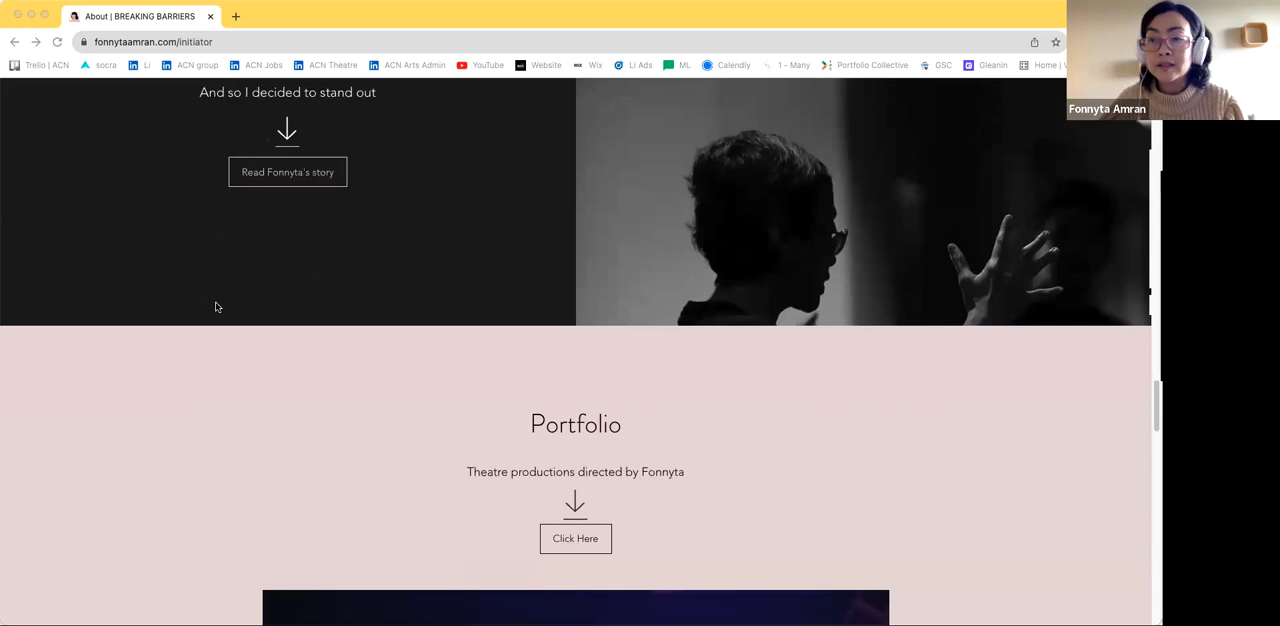 About | BREAKING BARRIERS
fonnytaamran.com/initiator
Trello | ACN
socra
Li
ACN group
ACN Jobs
ACN Theatre
ACN Arts Admin
YouTube
Website
Wix
Li Ads
ML
Calendly
1 – Many
Portfolio Collective
GSC
Gleanin
Home |
Fonnyta Amran
And so I decided to stand out
Read Fonnyta's story
Portfolio
Theatre productions directed by Fonnyta
Click Here